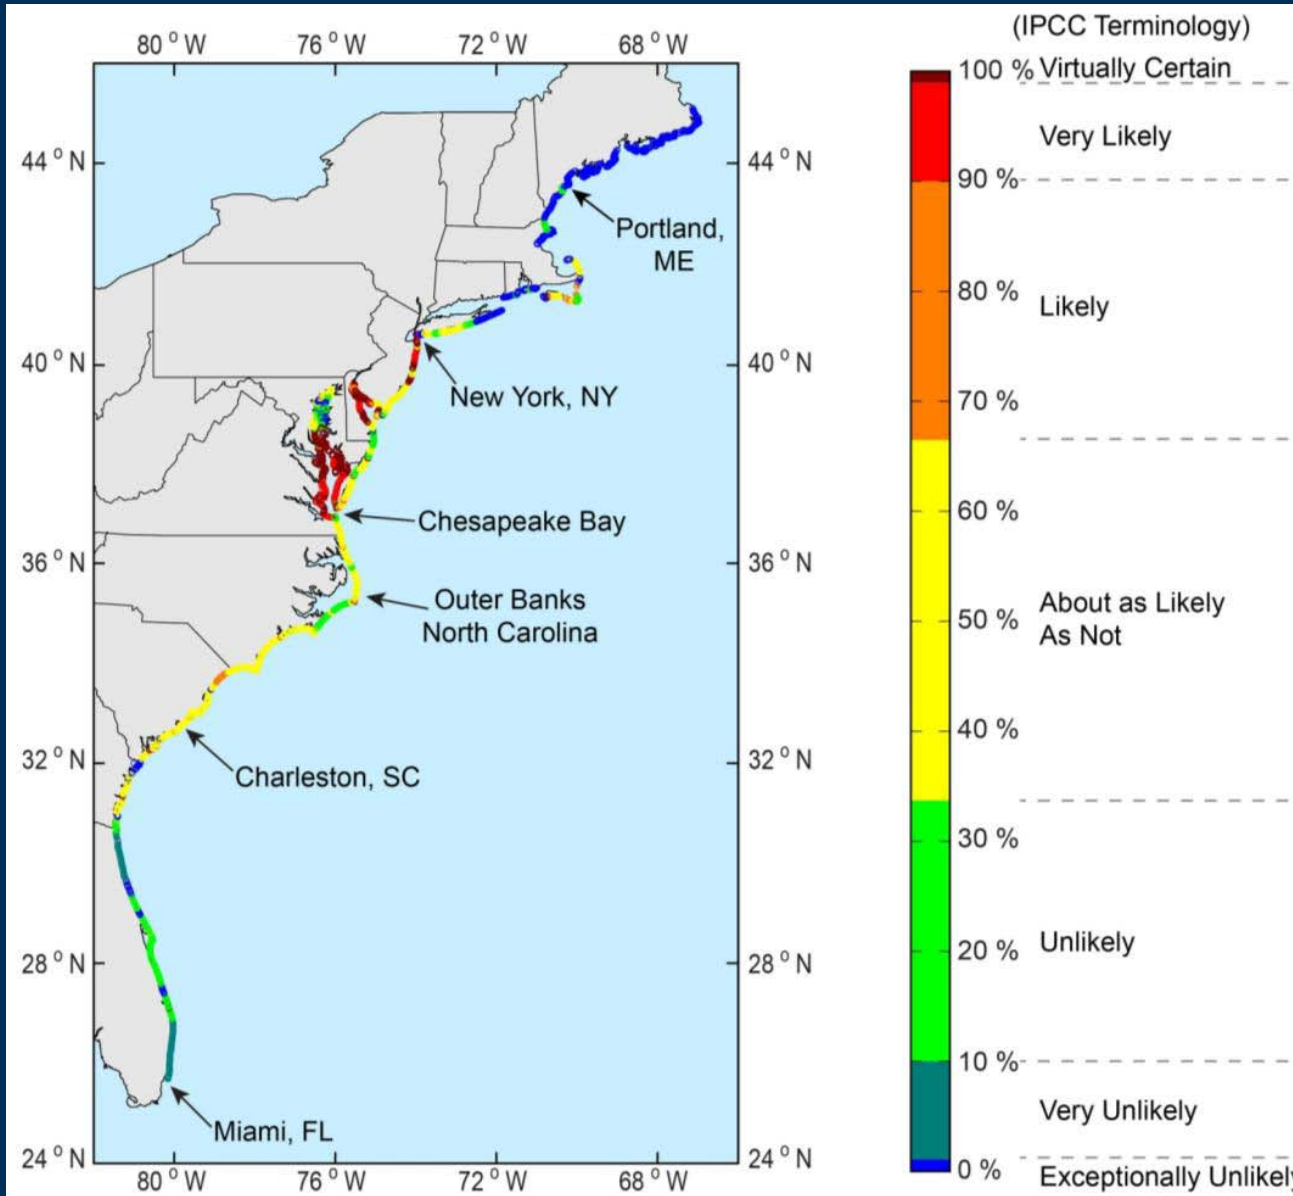 (IPCC Terminology)
80 °W 76 °W 72 °W 68 °W
100 % Virtually Certain
Very Likely
44 °N 44 °N
90 %
Portland,
ME
80 %
Likely
40 °N 40 °N
New York, NY
70 %
60 %
Chesapeake Bay
36 °N 36 °N
Outer Banks
North Carolina
About as Likely
As Not
50 %
40 %
32 °N 32 °N
Charleston, SC
30 %
Unlikely
20 %
28 °N 28 °N
10 %
Very Unlikely
Miami, FL
24 °N 24 °N
0 % Exceptionally Unlikely
80 °W 76 °W 72 °W 68 °W